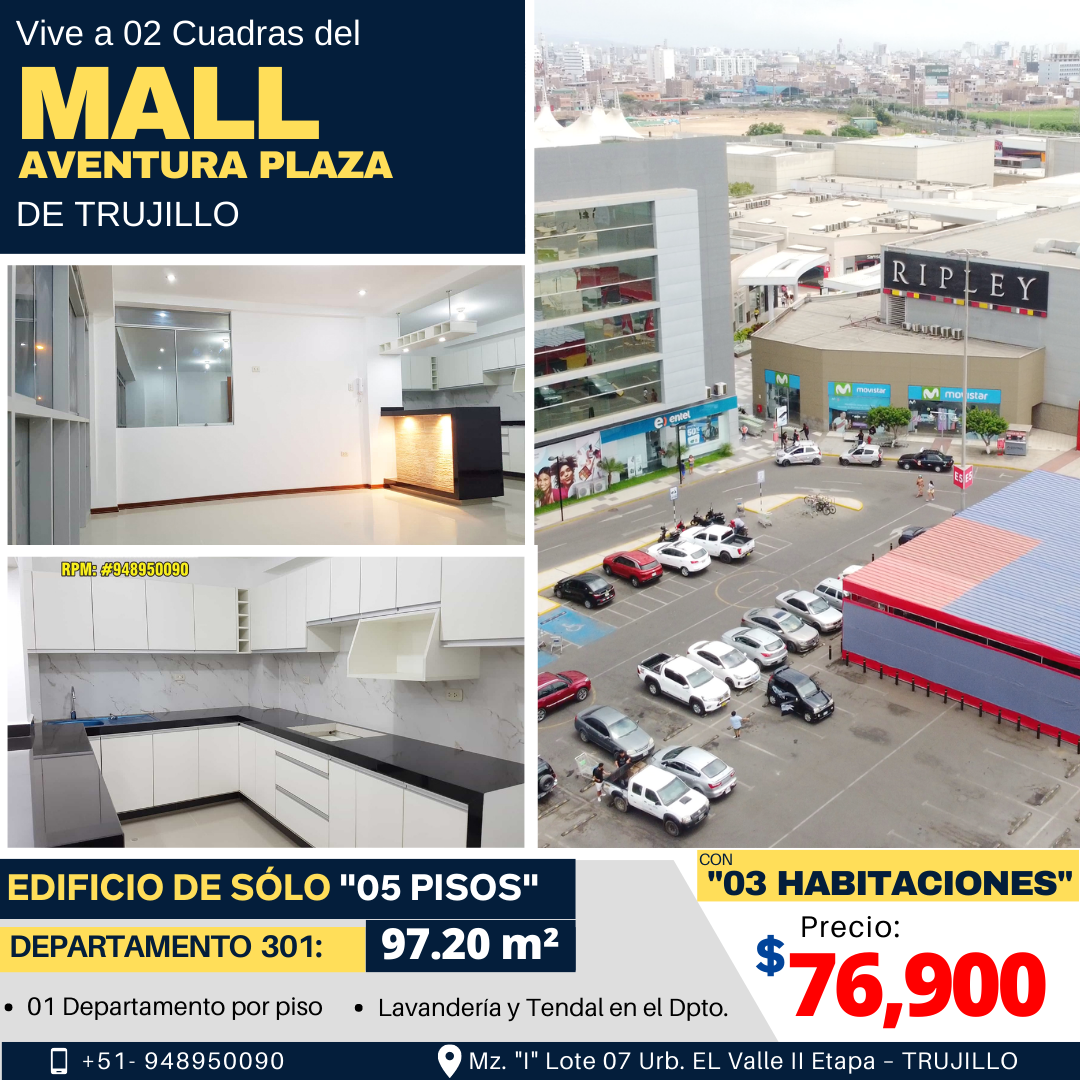 Vive a 02 Cuadras del
MALL
AVENTURA PLAZA
DE TRUJILLO
RIPLEY
movistar
movistar
entel
RPM: #948950090
EDIFICIO DE SÓLO "05 PISOS"
DEPARTAMENTO 301:
97.20 m²
• 01 Departamento por piso
• Lavandería y Tendal en el Dpto.
CON
"03 HABITACIONES"
Precio:
$76,900
+51- 948950090
Mz. "I" Lote 07 Urb. EL Valle II Etapa – TRUJILLO